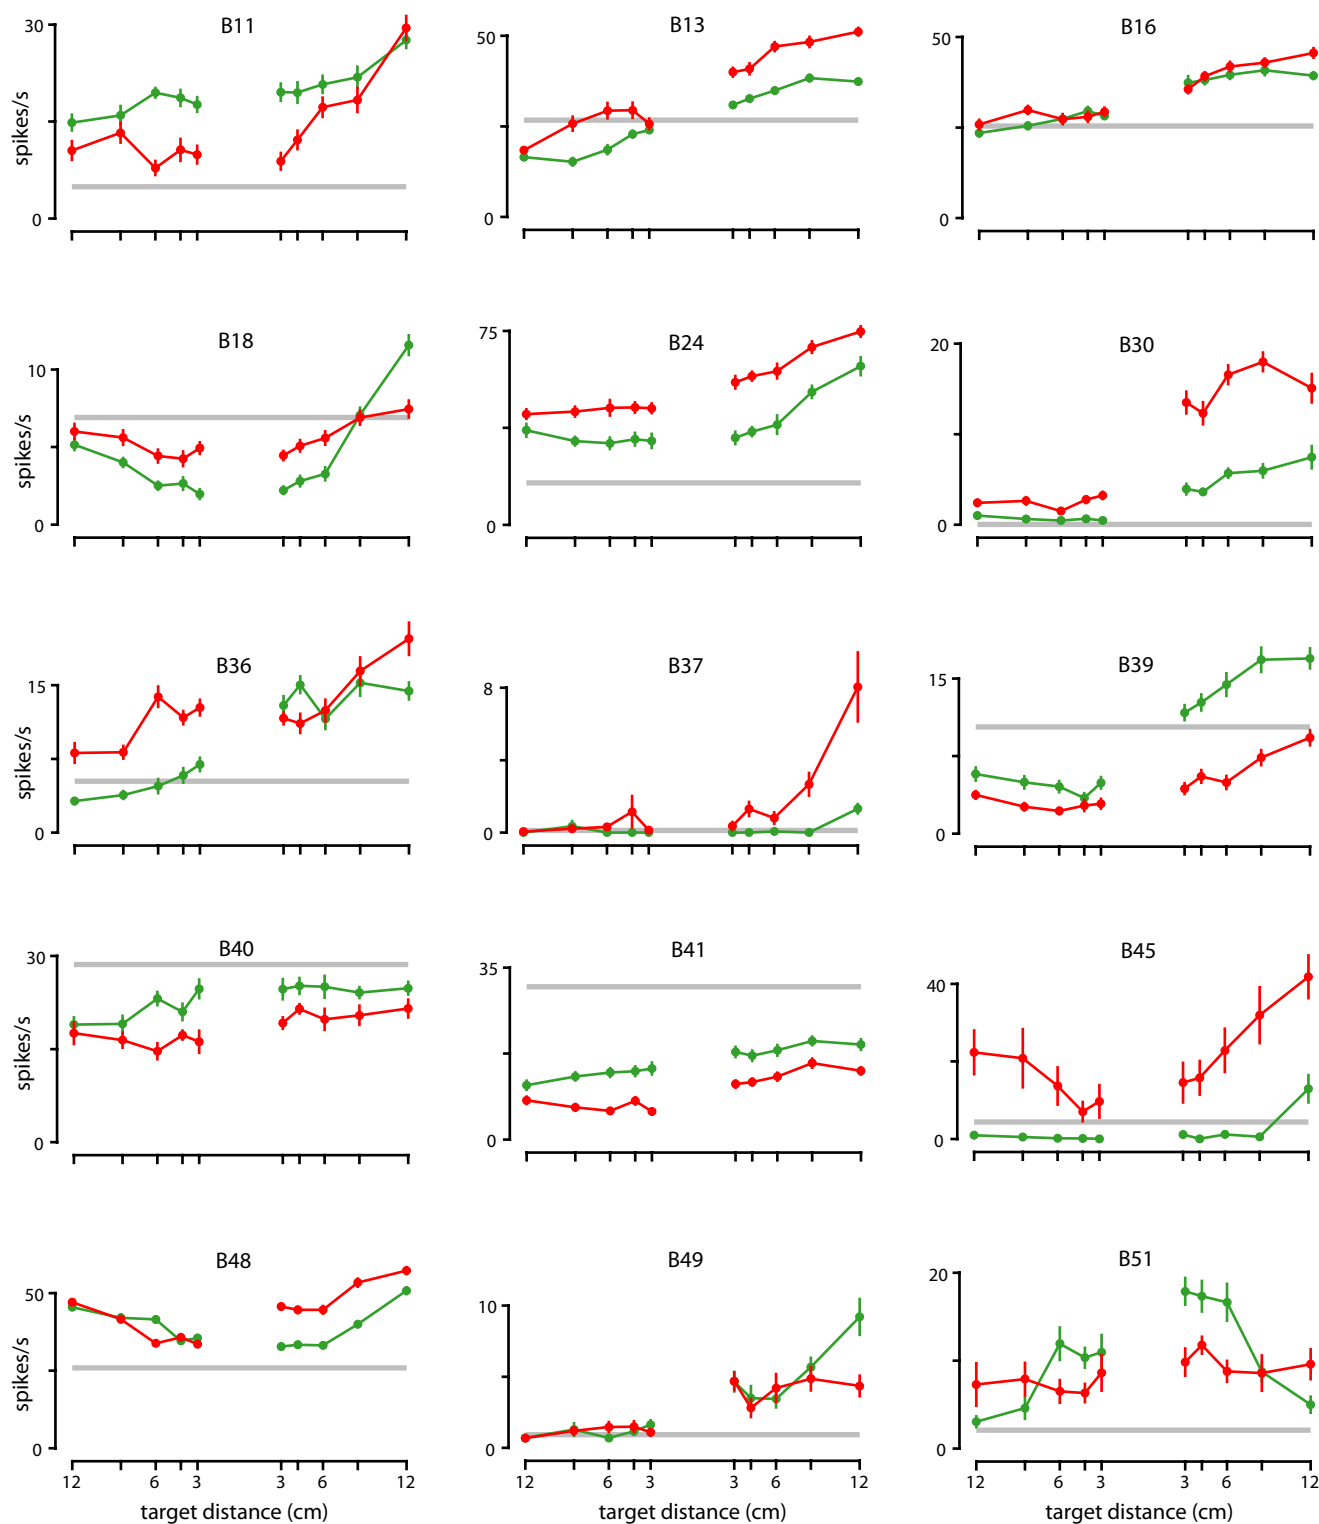 B11
B13
B16
spikes/s
30
0
50
0
50
0
B18
B24
B30
spikes/s
10
0
75
0
20
0
B36
B37
B39
spikes/s
15
0
8
0
15
0
B40
B41
B45
spikes/s
30
0
35
0
40
0
B48
B49
B51
spikes/s
50
0
10
0
20
0
12 6 3 3 6 12
12 6 3 3 6 12
12 6 3 3 6 12
target distance (cm)
target distance (cm)
target distance (cm)